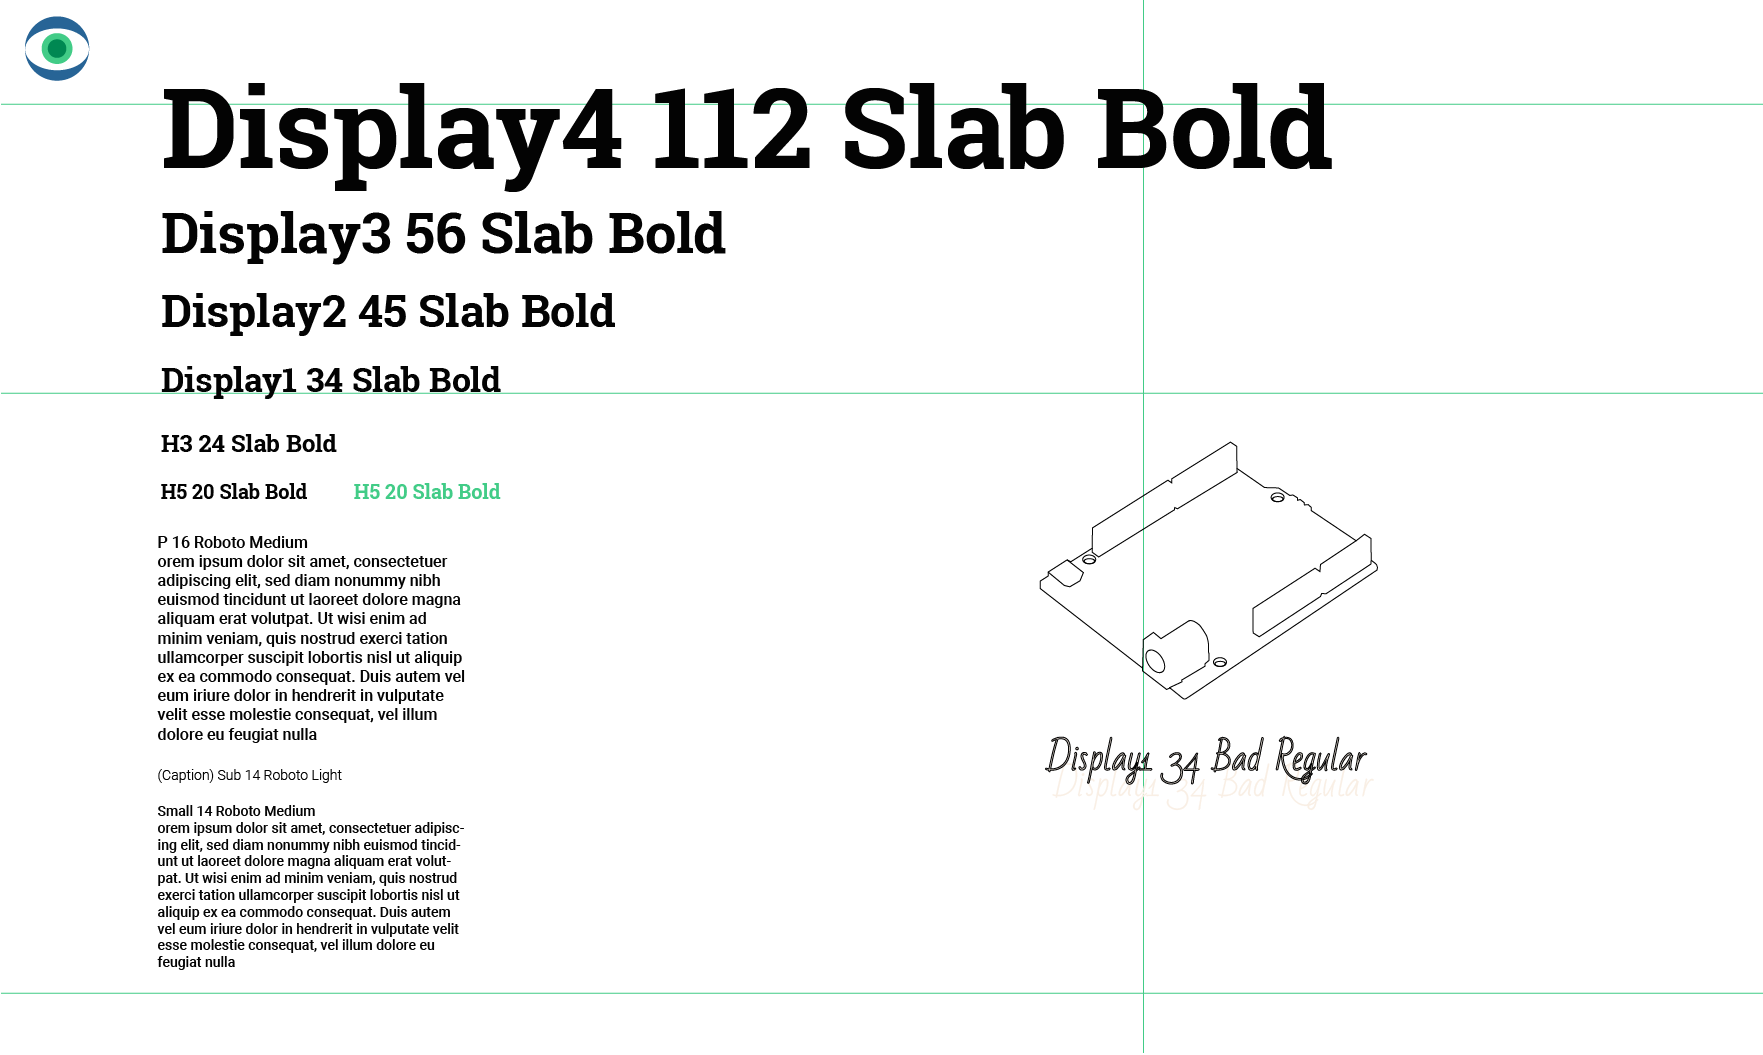 Display4 112 Slab Bold
Display3 56 Slab Bold
Display2 45 Slab Bold
Display1 34 Slab Bold
H3 24 Slab Bold
H5 20 Slab Bold H5 20 Slab Bold
P 16 Roboto Medium
orem ipsum dolor sit amet, consectetuer
adipiscing elit, sed diam nonummy nibh
euismod tincidunt ut laoreet dolore magna
aliquam erat volutpat. Ut wisi enim ad
minim veniam, quis nostrud exerci tation
ullamcorper suscipit lobortis nisl ut aliquip
ex ea commodo consequat. Duis autem vel
eum iriure dolor in hendrerit in vulputate
velit esse molestie consequat, vel illum
dolore eu feugiat nulla
(Caption) Sub 14 Roboto Light
Small 14 Roboto Medium
orem ipsum dolor sit amet, consectetuer adipisc-
ing elit, sed diam nonummy nibh euismod tincid-
unt ut laoreet dolore magna aliquam erat volut-
pat. Ut wisi enim ad minim veniam, quis nostrud
exerci tation ullamcorper suscipit lobortis nisl ut
aliquip ex ea commodo consequat. Duis autem
vel eum iriure dolor in hendrerit in vulputate velit
esse molestie consequat, vel illum dolore eu
feugiat nulla
Display1 34 Bad Regular
Display1 34 Bad Regular